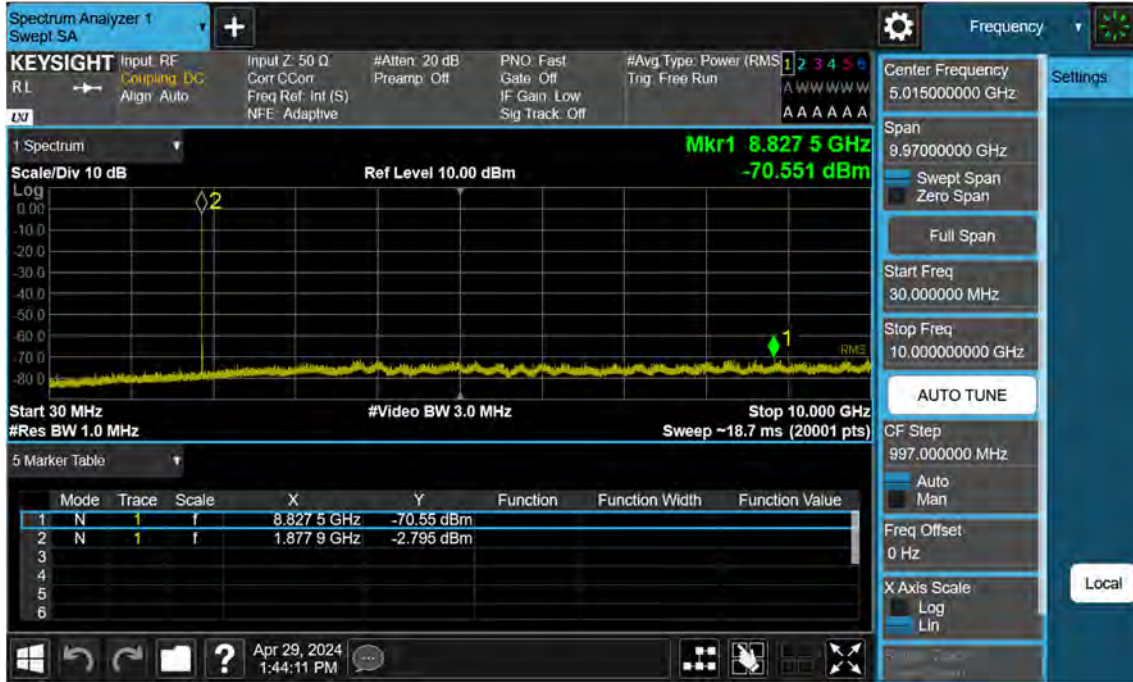 Spectrum Analyzer 1
Swept SA
+
Frequency
KEYSIGHT
RL
LXI
Input: RF
Coupling: DC
Align: Auto
Input Z: 50 Ω
Corr CCorr
Freq Ref: Int (S)
NFE: Adaptive
#Atten: 20 dB
Preamp: Off
PNO: Fast
Gate: Off
IF Gain: Low
Sig Track: Off
#Avg Type: Power (RMS
Trig: Free Run
1 2 3 4 5 6
A W W W W W
A A A A A A
1 Spectrum
Scale/Div 10 dB
Ref Level 10.00 dBm
Mkr1 8.827 5 GHz
-70.551 dBm
Log
0.00
-10.0
-20.0
-30.0
-40.0
-50.0
-60.0
-70.0
-80.0
2
1
RMS
Start 30 MHz
#Video BW 3.0 MHz
Stop 10.000 GHz
#Res BW 1.0 MHz
Sweep ~18.7 ms (20001 pts)
5 Marker Table
Mode Trace Scale X Y Function Function Width Function Value
1 N 1 f 8.827 5 GHz -70.55 dBm
2 N 1 f 1.877 9 GHz -2.795 dBm
3
4
5
6
?
Apr 29, 2024
1:44:11 PM
Center Frequency
5.015000000 GHz
Span
9.97000000 GHz
Swept Span
Zero Span
Full Span
Start Freq
30.000000 MHz
Stop Freq
10.000000000 GHz
AUTO TUNE
CF Step
997.000000 MHz
Auto
Man
Freq Offset
0 Hz
X Axis Scale
Log
Lin
Settings
Local